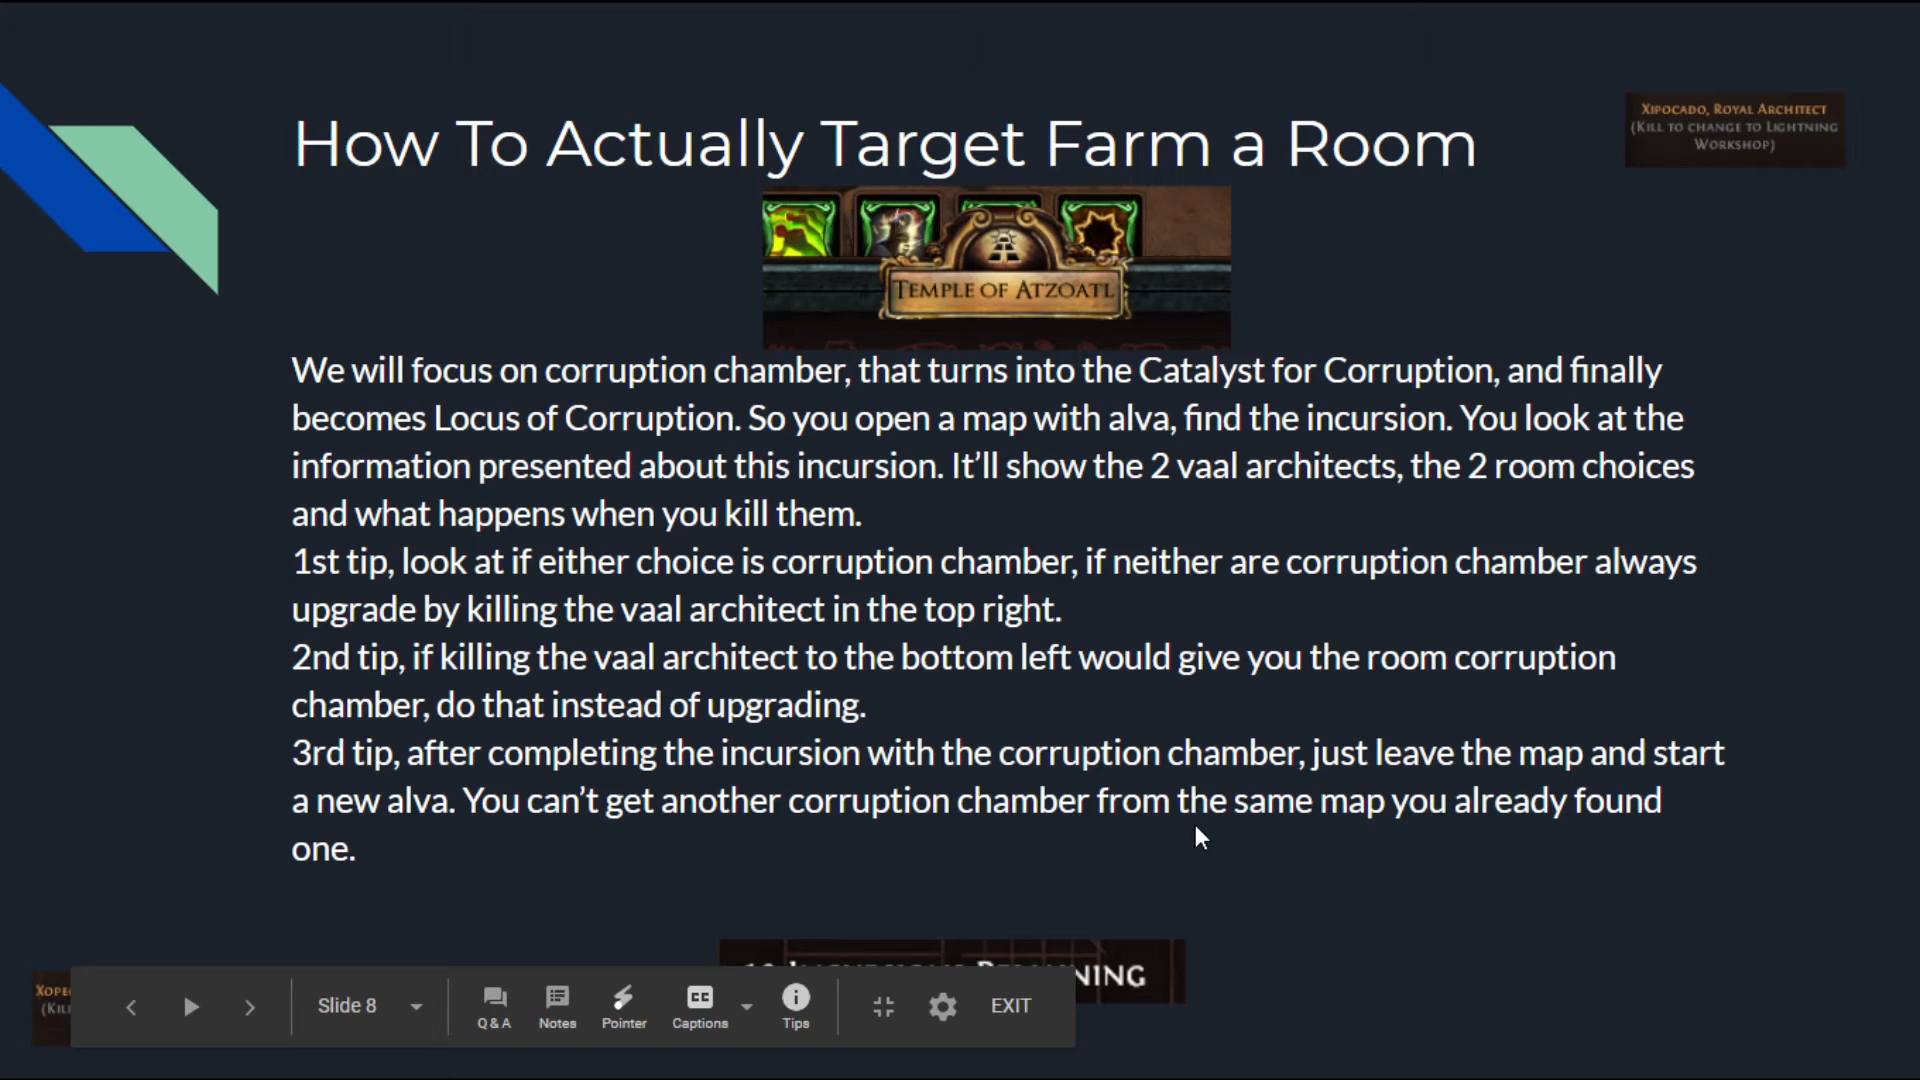 How To Actually Target Farm a Room
XIPOCADO, ROYAL ARCHITECT
(KILL TO CHANGE TO LIGHTNING
WORKSHOP)
TEMPLE OF ATZOATL
We will focus on corruption chamber, that turns into the Catalyst for Corruption, and finally
becomes Locus of Corruption. So you open a map with alva, find the incursion. You look at the
information presented about this incursion. It’ll show the 2 vaal architects, the 2 room choices
and what happens when you kill them.
1st tip, look at if either choice is corruption chamber, if neither are corruption chamber always
upgrade by killing the vaal architect in the top right.
2nd tip, if killing the vaal architect to the bottom left would give you the room corruption
chamber, do that instead of upgrading.
3rd tip, after completing the incursion with the corruption chamber, just leave the map and start
a new alva. You can’t get another corruption chamber from the same map you already found
one.
Slide 8
Q & A
Notes
Pointer
CC
Captions
Tips
EXIT